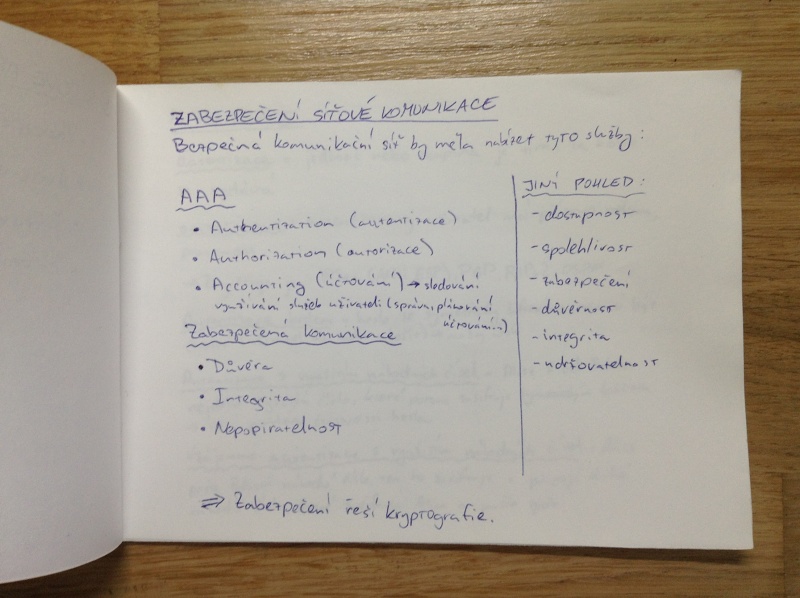 ZABEZPEČENÍ SÍŤOVÉ KOMUNIKACE
Bezpečná komunikační síť by měla nabízet tyto služby:
AAA
• Authentization (autentizace)
• Authorization (autorizace)
• Accounting (účtování) → sledování
využívání služeb uživateli (správa, plánování
účtování)
Zabezpečená komunikace
• Důvěra
• Integrita
• Nepopiratelnost
⇒ Zabezpečení řeší kryptografie.
JINÝ POHLED:
- dostupnost
- spolehlivost
- zabezpečení
- důvěrnost
- integrita
- udržovatelnost